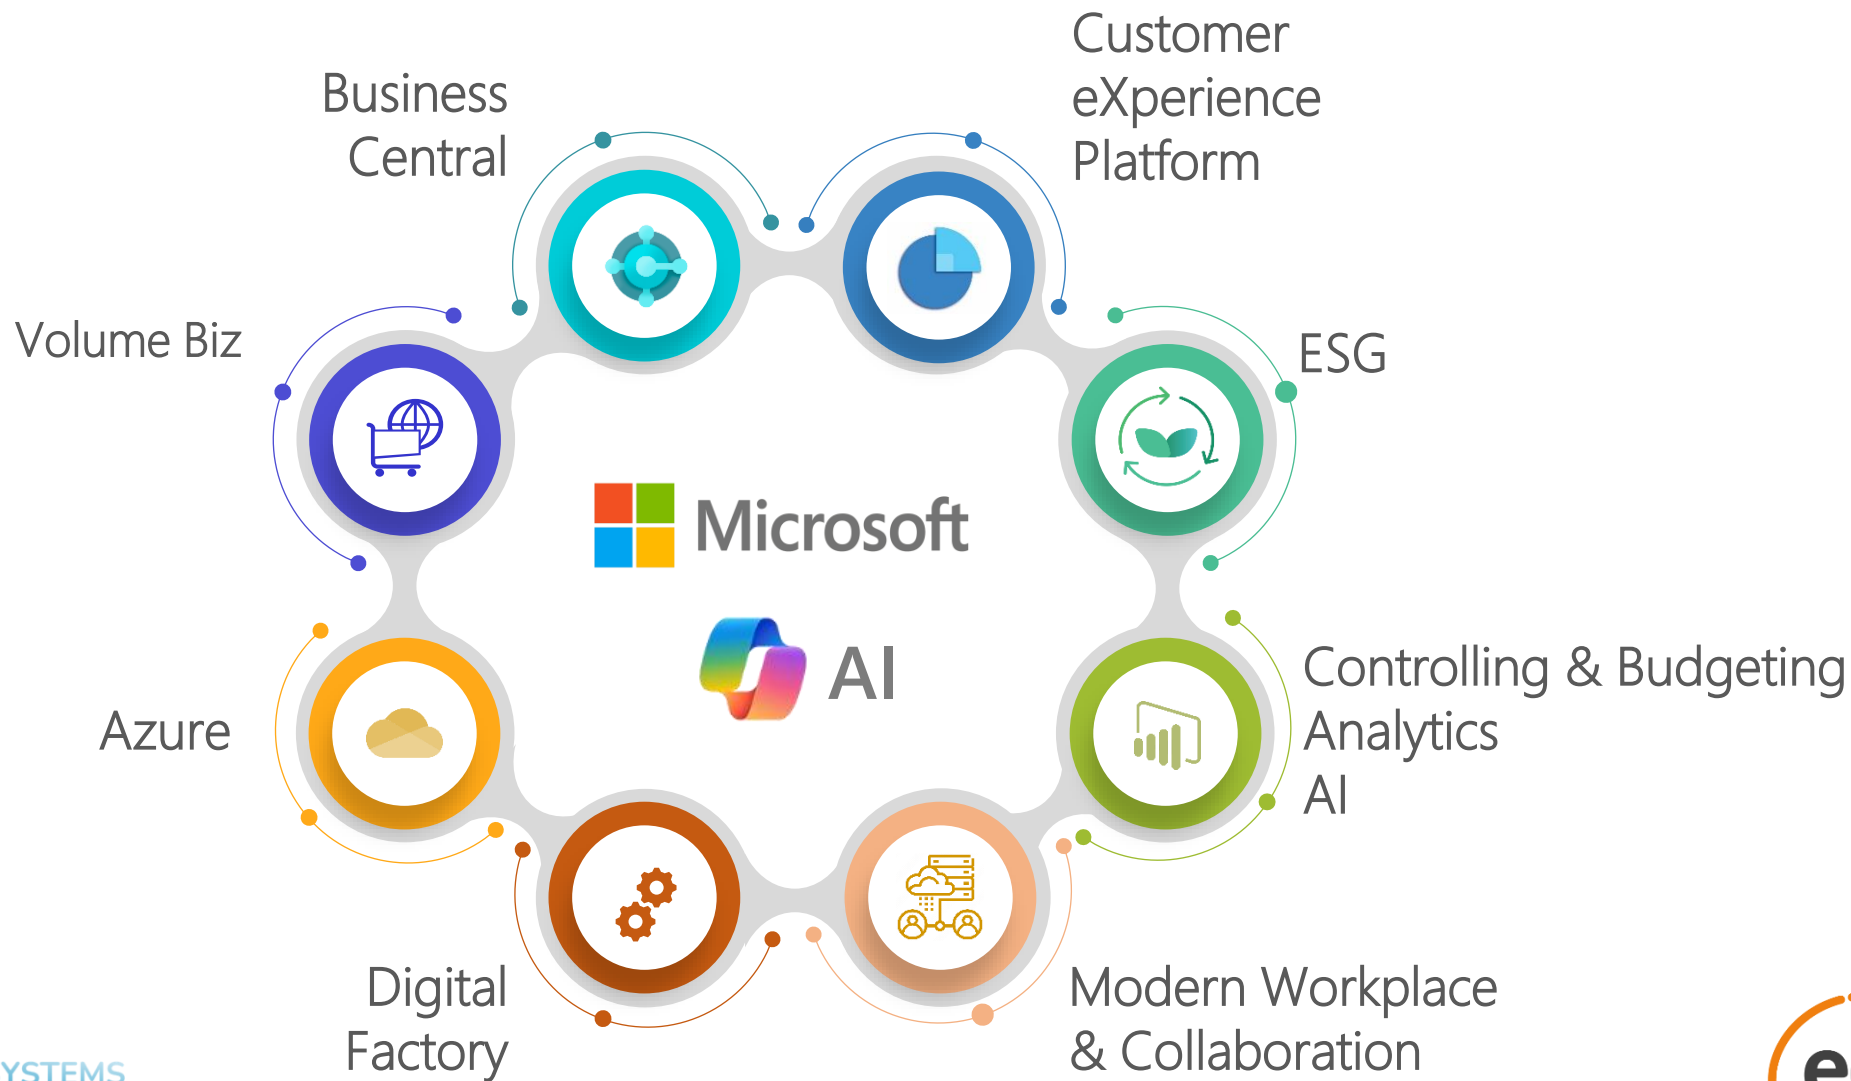 Customer
eXperience
Platform
Business
Central
Volume Biz
ESG
Microsoft
AI
Controlling & Budgeting
Analytics
AI
Azure
Digital
Factory
Modern Workplace
& Collaboration